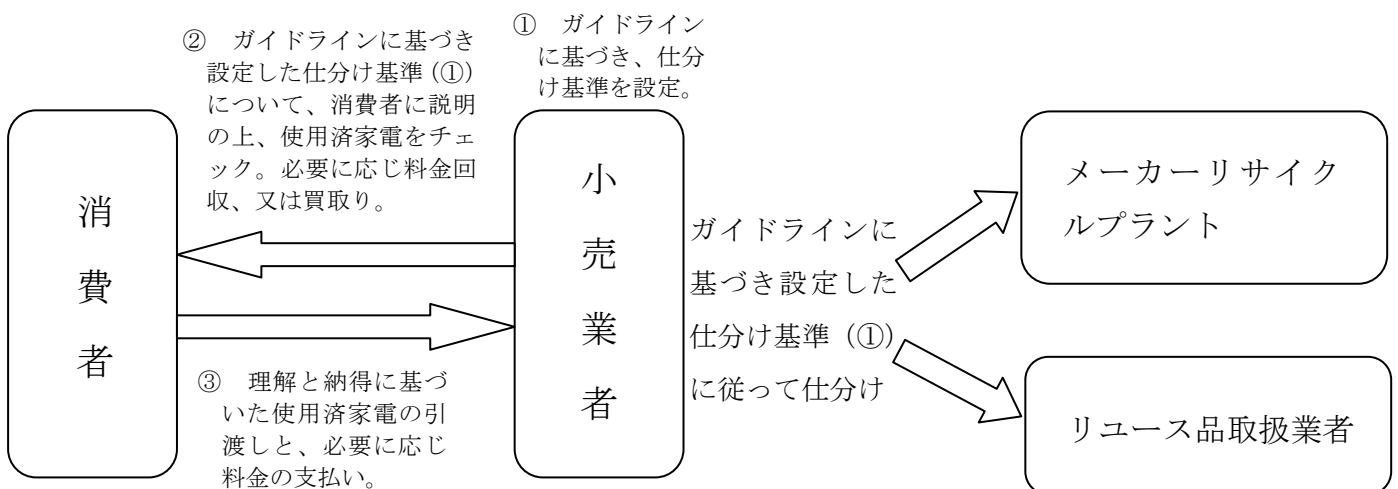 ② ガイドラインに基づき
設定した仕分け基準(①)
について、消費者に説明
の上、使用済家電をチェ
ック。必要に応じ料金回
収、又は買取り。
① ガイドライン
に基づき、仕分
け基準を設定。
消費者
小売業者
③ 理解と納得に基づ
いた使用済家電の引
渡しと、必要に応じ
料金の支払い。
ガイドラインに
基づき設定した
仕分け基準(①)
に従って仕分け
メーカーリサイク
ルプラント
リユース品取扱業者